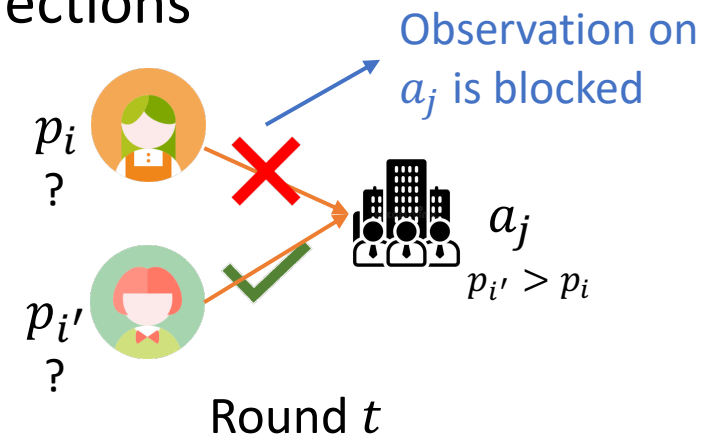 ections
Observation on
a_j is blocked
p_i
?
a_j
p_{i'} > p_i
p_{i'}
?
Round t